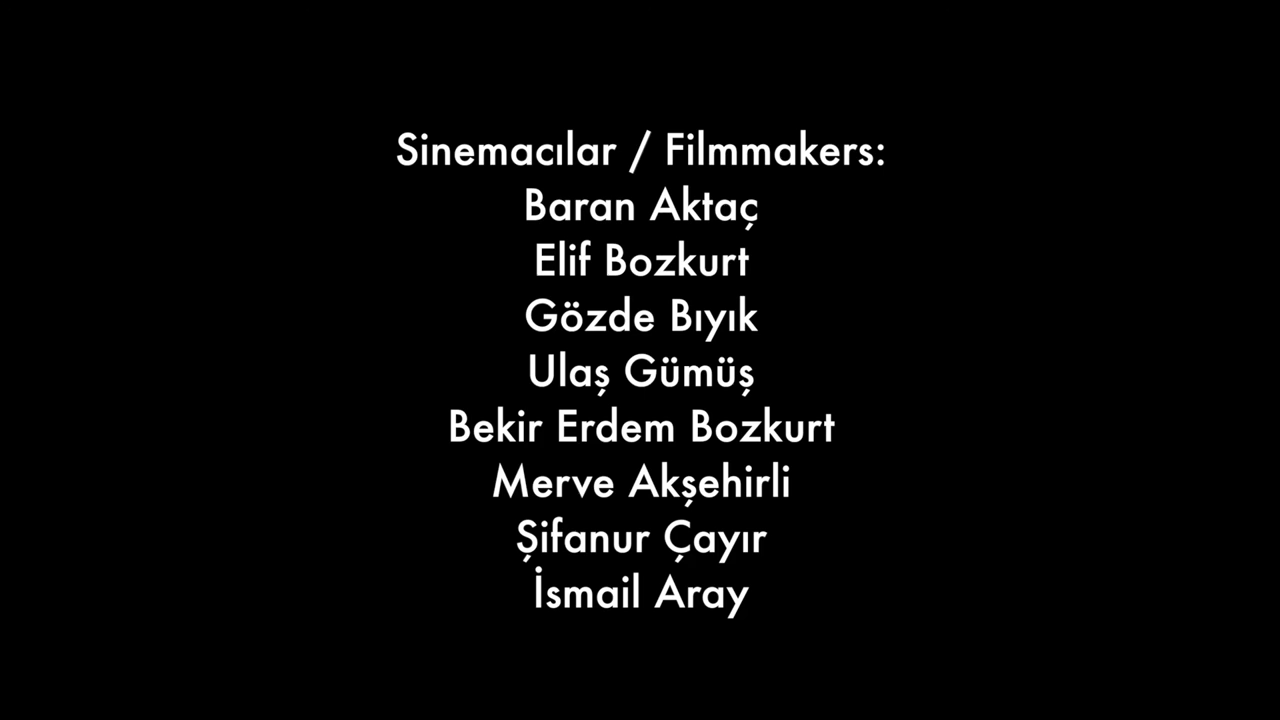 Sinemacılar / Filmmakers:
Baran Aktaç
Elif Bozkurt
Gözde Bıyık
Ulaş Gümüş
Bekir Erdem Bozkurt
Merve Akşehirli
Şifanur Çayır
İsmail Aray